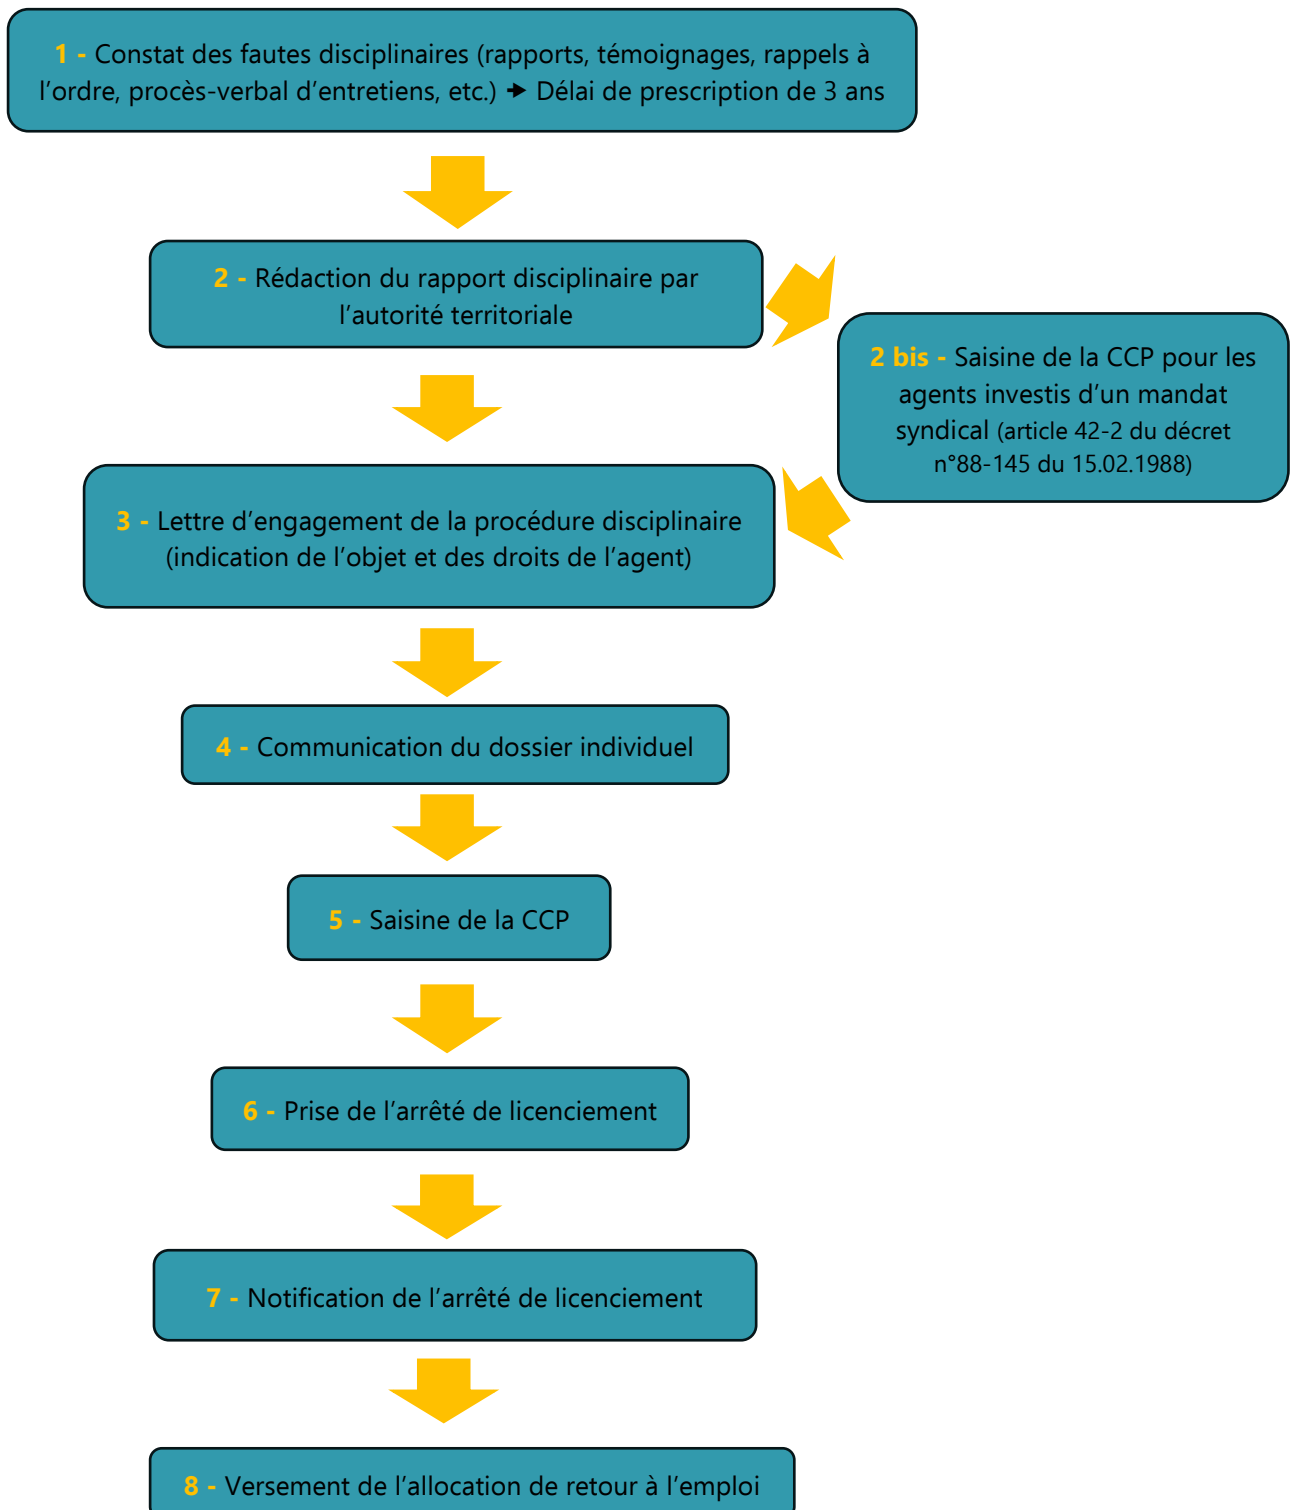 1 - Constat des fautes disciplinaires (rapports, témoignages, rappels à
l’ordre, procès-verbal d’entretiens, etc.) 🠊 Délai de prescription de 3 ans
2 - Rédaction du rapport disciplinaire par
l’autorité territoriale
2 bis - Saisine de la CCP pour les
agents investis d’un mandat
syndical (article 42-2 du décret
n°88-145 du 15.02.1988)
3 - Lettre d’engagement de la procédure disciplinaire
(indication de l’objet et des droits de l’agent)
4 - Communication du dossier individuel
5 - Saisine de la CCP
6 - Prise de l’arrêté de licenciement
7 - Notification de l’arrêté de licenciement
8 - Versement de l’allocation de retour à l’emploi